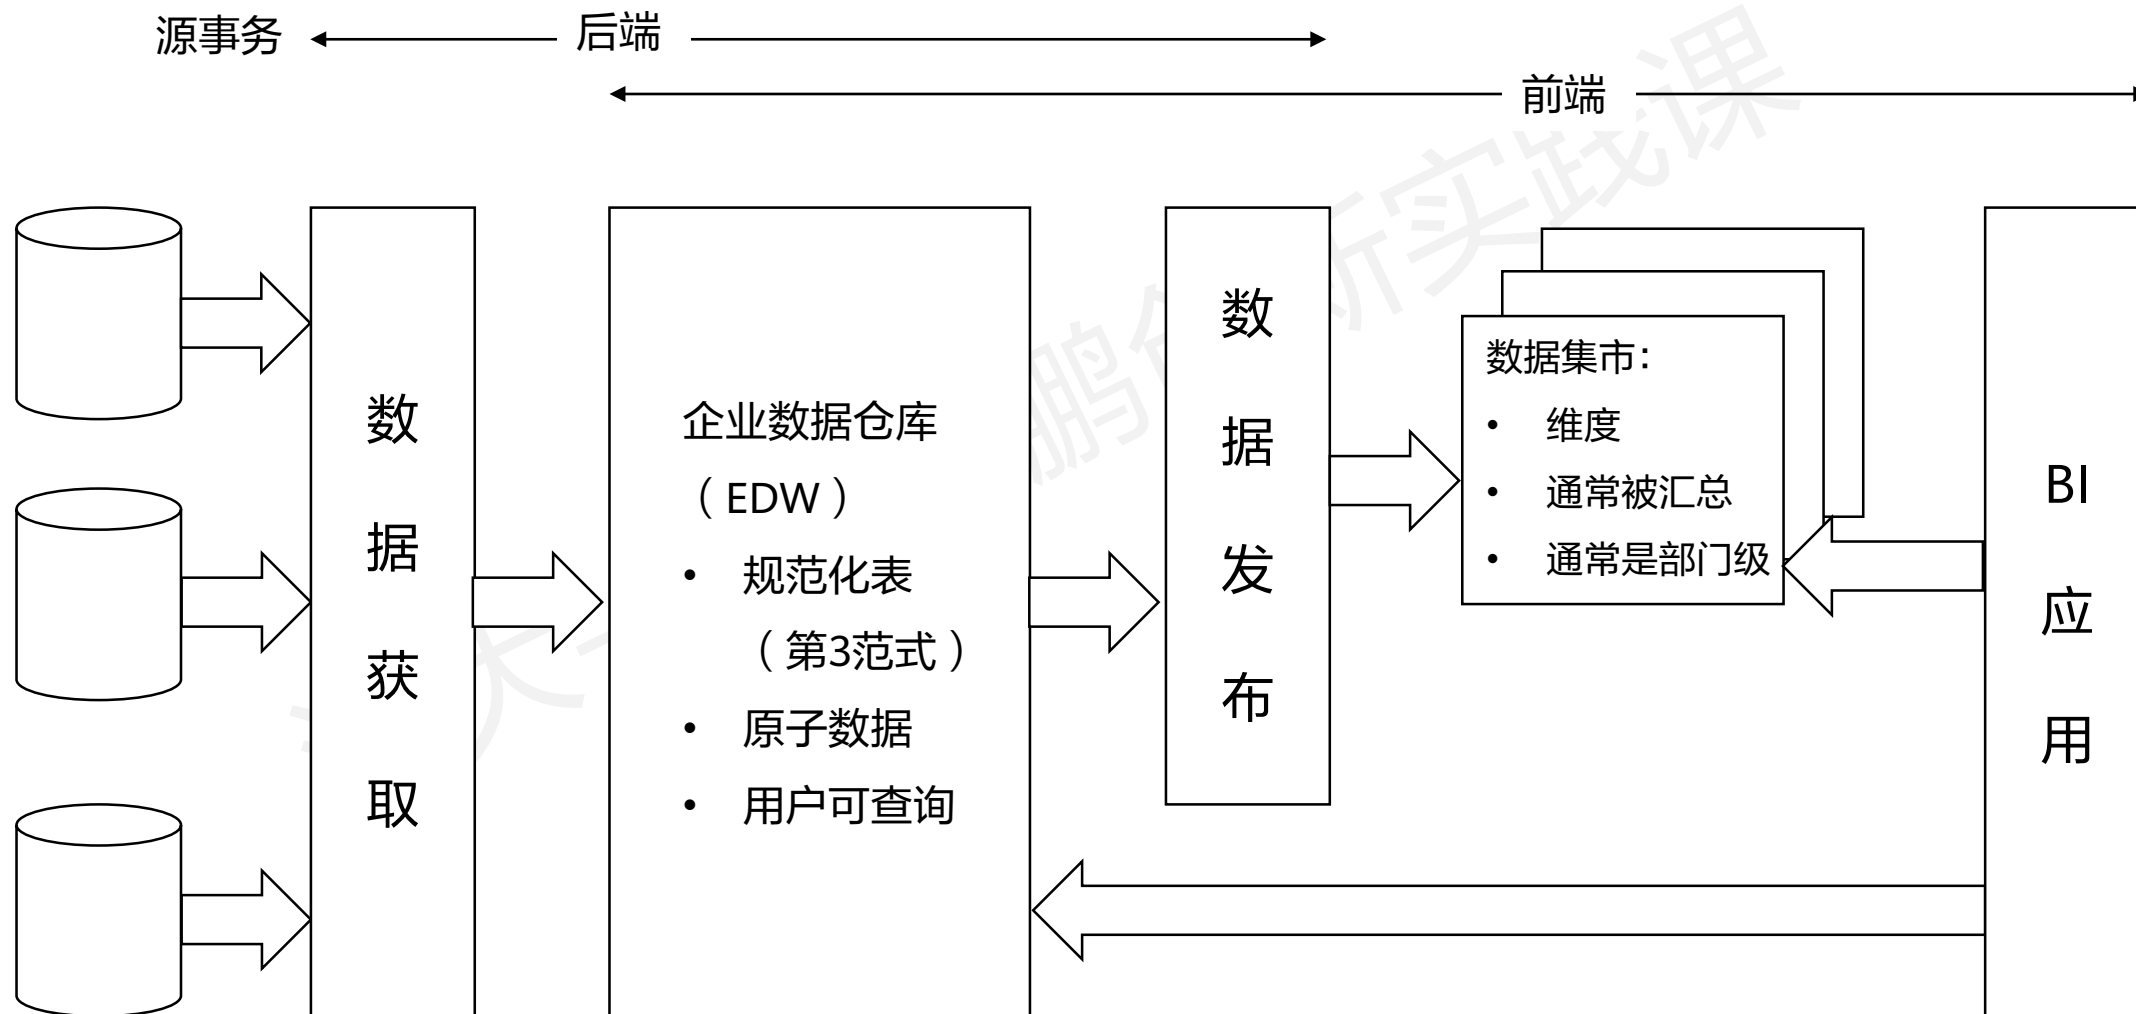 源事务
后端
前端
数
据
获
取
企业数据仓库
（EDW）
• 规范化表
（第3范式）
• 原子数据
• 用户可查询
数
据
发
布
数据集市：
• 维度
• 通常被汇总
• 通常是部门级
BI
应
用